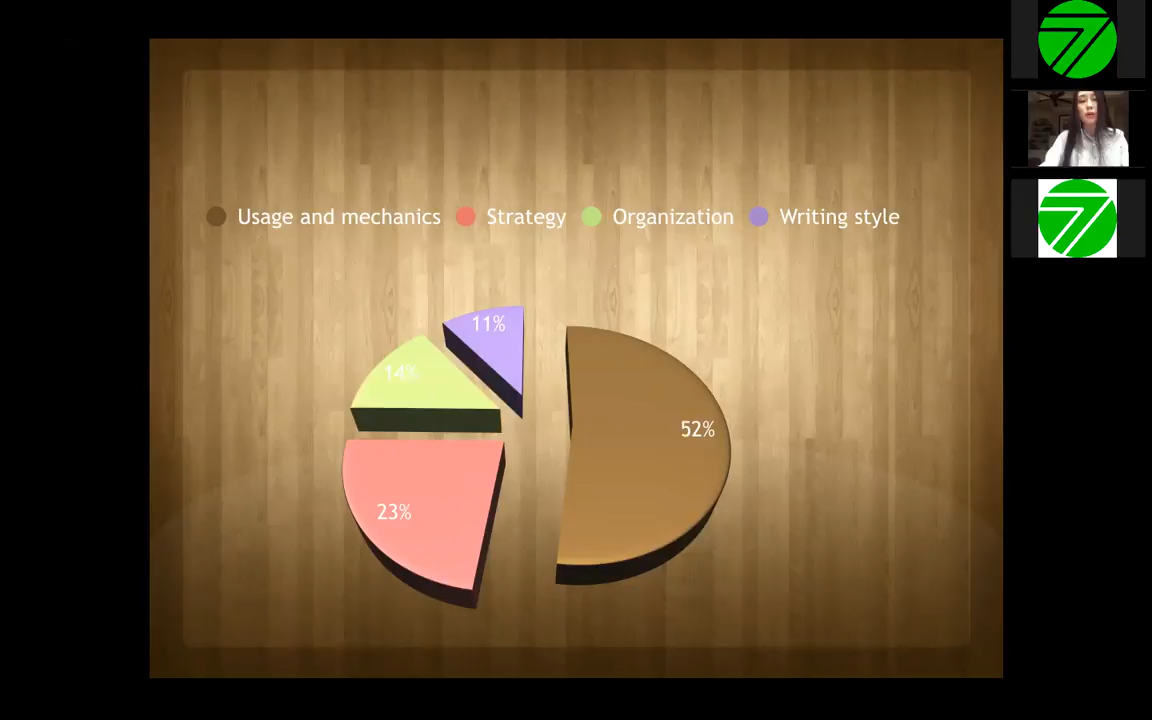 Usage and mechanics Strategy Organization Writing style
11%
14%
52%
23%